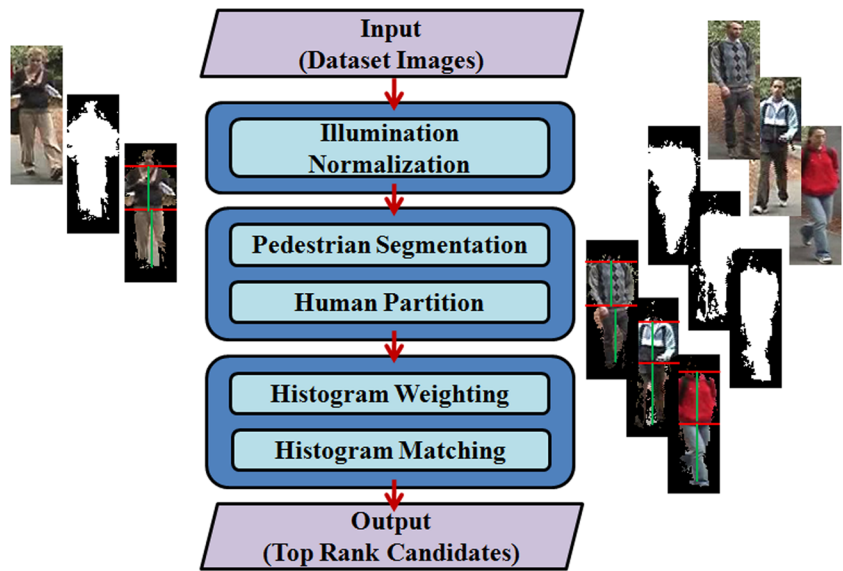 Input
(Dataset Images)
Illumination
Normalization
Pedestrian Segmentation
Human Partition
Histogram Weighting
Histogram Matching
Output
(Top Rank Candidates)